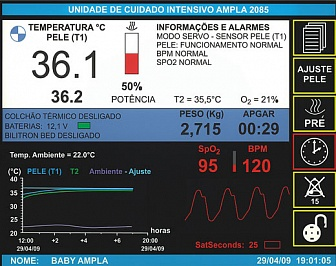 UNIDADE DE CUIDADO INTENSIVO AMPLA 2085
TEMPERATURA °C
PELE (T1)
36.1
36.2
50%
POTÊNCIA
INFORMAÇÕES E ALARMES
MODO SERVO - SENSOR PELE (T1)
PELE: FUNCIONAMENTO NORMAL
BPM NORMAL
SPO2 NORMAL
T2 = 35,5°C O2 = 21%
COLCHÃO TÉRMICO DESLIGADO
BATERIAS: 12,1 V
BILITRON BED DESLIGADO
PESO (Kg) APGAR
2,715 00:29
Temp. Ambiente = 22.0°C
SpO2 BPM
95 120
(°C) PELE (T1) T2 Ambiente - Ajuste
40
35
30
25
20
12:00 +2 +4 +6 18:00 horas
29/04/09 29/04/09
SatSeconds: 25
AJUSTE
PELE
PRÉ
15
NOME: BABY AMPLA 29/04/09 19:01:05